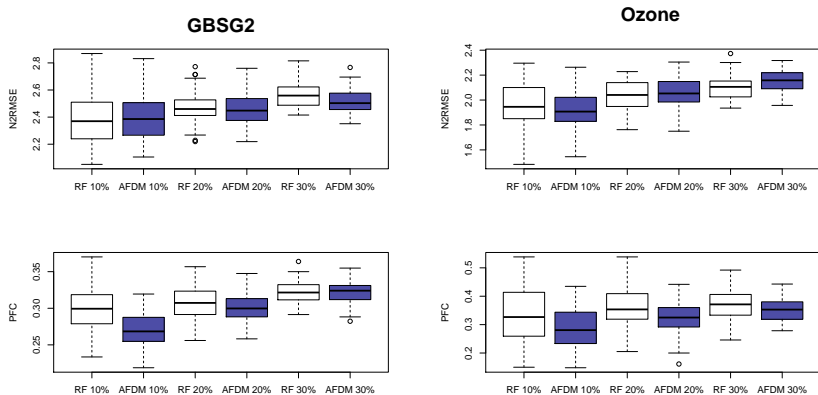 GBSG2
N2RMSE
2.8
2.6
2.4
2.2
RF 10% AFDM 10% RF 20% AFDM 20% RF 30% AFDM 30%
Ozone
N2RMSE
2.4
2.2
2.0
1.8
1.6
RF 10% AFDM 10% RF 20% AFDM 20% RF 30% AFDM 30%
PFC
0.35
0.30
0.25
RF 10% AFDM 10% RF 20% AFDM 20% RF 30% AFDM 30%
PFC
0.5
0.4
0.3
0.2
RF 10% AFDM 10% RF 20% AFDM 20% RF 30% AFDM 30%